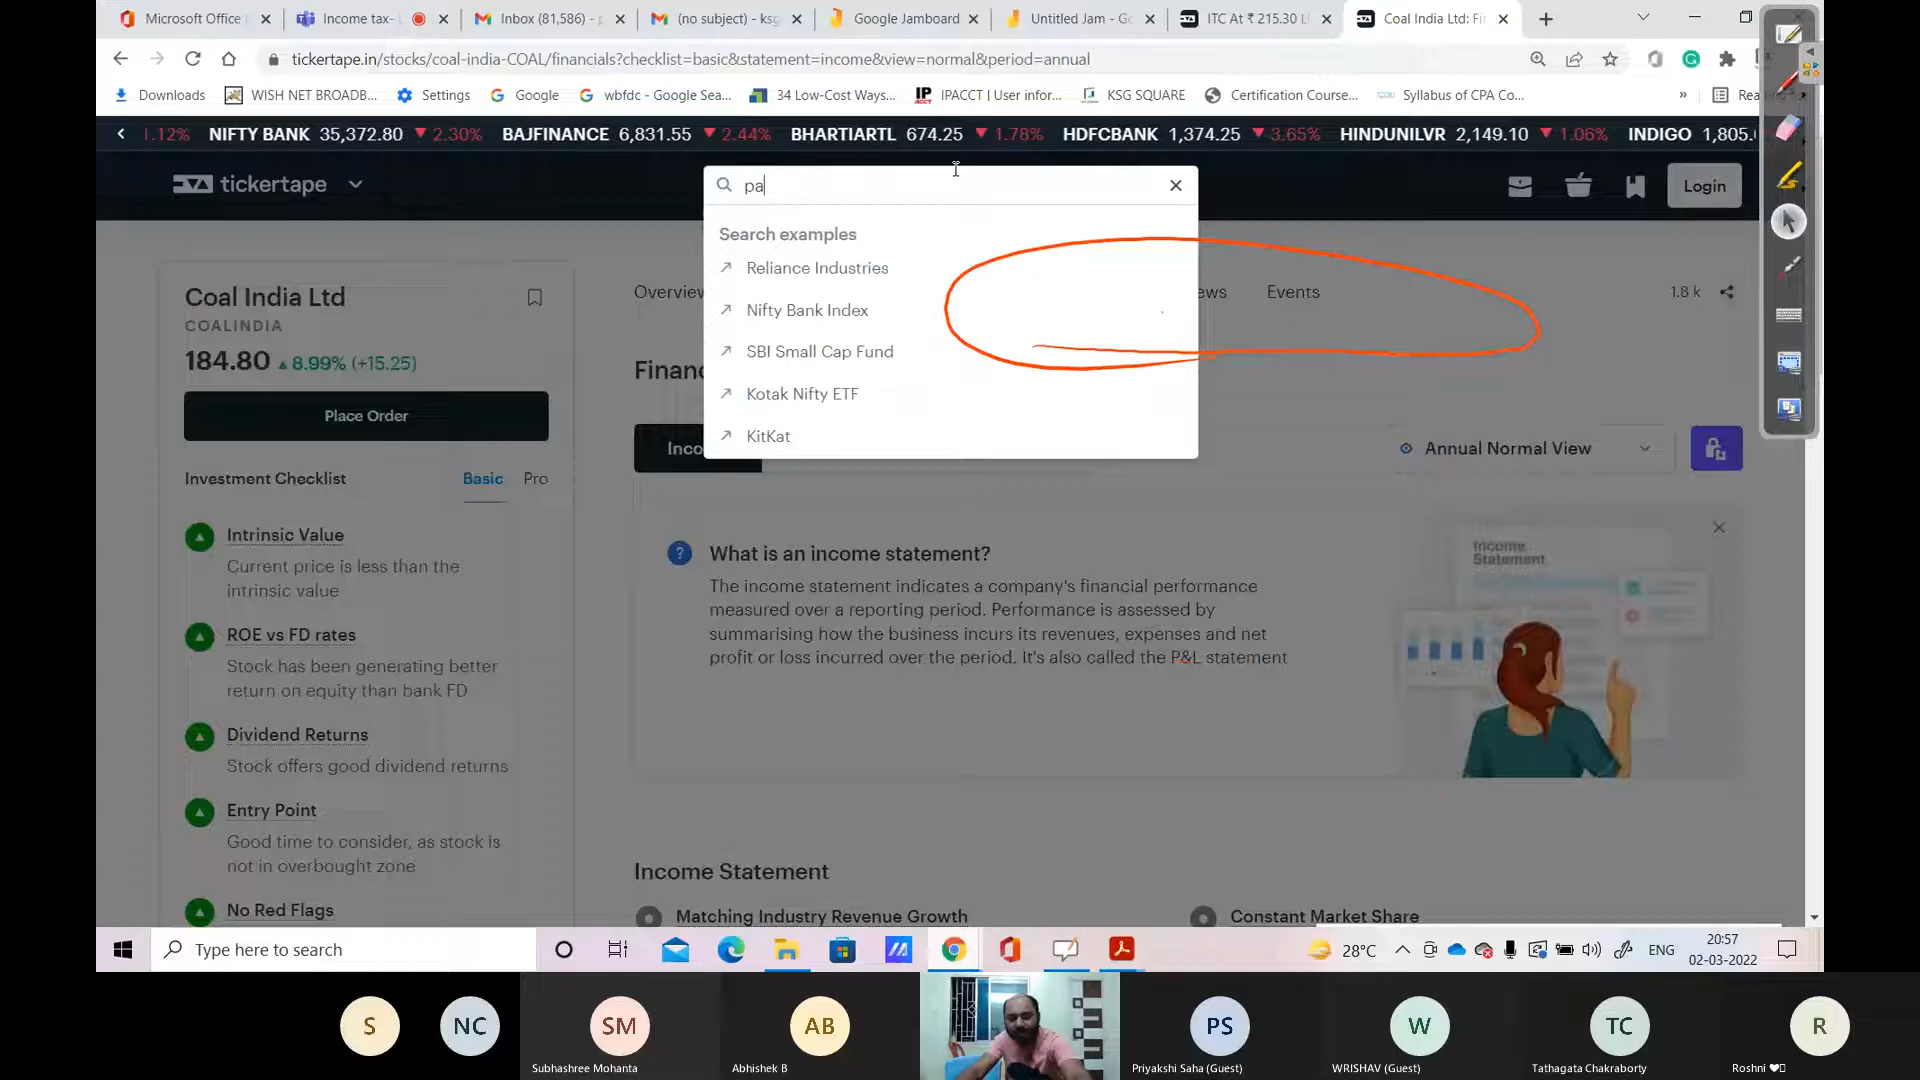 Microsoft Office
Income tax-
Inbox (81,586) -
(no subject) - ksg
Google Jamboard
Untitled Jam - Go
ITC At ₹ 215.30 L
Coal India Ltd: Fi
tickertape.in/stocks/coal-india-COAL/financials?checklist=basic&statement=income&view=normal&period=annual
Downloads
WISH NET BROADB...
Settings
Google
wbfdc - Google Sea...
34 Low-Cost Ways...
IPACCT | User infor...
KSG SQUARE
Certification Course...
Syllabus of CPA Co...
»
1.12% NIFTY BANK 35,372.80 ▼ 2.30% BAJFINANCE 6,831.55 ▼ 2.44% BHARTIARTL 674.25 ▼ 1.78% HDFCBANK 1,374.25 ▼ 3.65% HINDUNILVR 2,149.10 ▼ 1.06% INDIGO 1,805.
tickertape
pa
Login
Search examples
Reliance Industries
Nifty Bank Index
SBI Small Cap Fund
Kotak Nifty ETF
KitKat
Coal India Ltd
COALINDIA
184.80 ▲ 8.99% (+15.25)
Place Order
Investment Checklist
Basic
Pro
Intrinsic Value
Current price is less than the
intrinsic value
ROE vs FD rates
Stock has been generating better
return on equity than bank FD
Dividend Returns
Stock offers good dividend returns
Entry Point
Good time to consider, as stock is
not in overbought zone
No Red Flags
Overview
ews
Events
1.8 k
Financ
Inco
Annual Normal View
? What is an income statement?
The income statement indicates a company's financial performance
measured over a reporting period. Performance is assessed by
summarising how the business incurs its revenues, expenses and net
profit or loss incurred over the period. It's also called the P&L statement
Income
Statement
Income Statement
Matching Industry Revenue Growth
Constant Market Share
Type here to search
28°C
ENG
20:57
02-03-2022
S
NC
SM
Subhashree Mohanta
AB
Abhishek B
PS
Priyakshi Saha (Guest)
W
WRISHAV (Guest)
TC
Tathagata Chakraborty
R
Roshni ❤